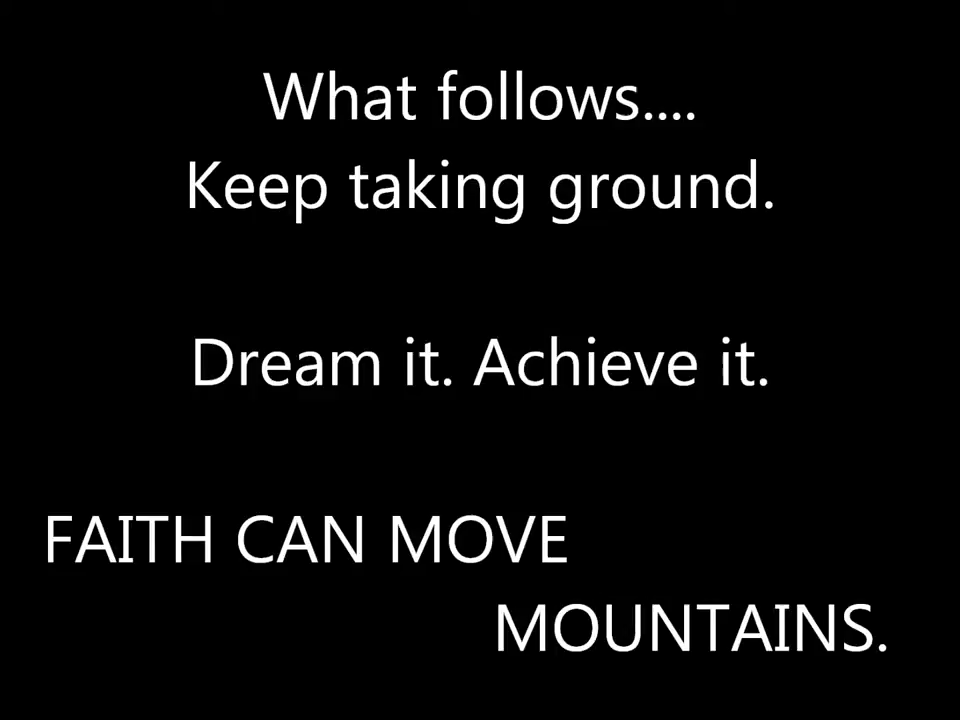 What follows....
Keep taking ground.
Dream it. Achieve it.
FAITH CAN MOVE
MOUNTAINS.